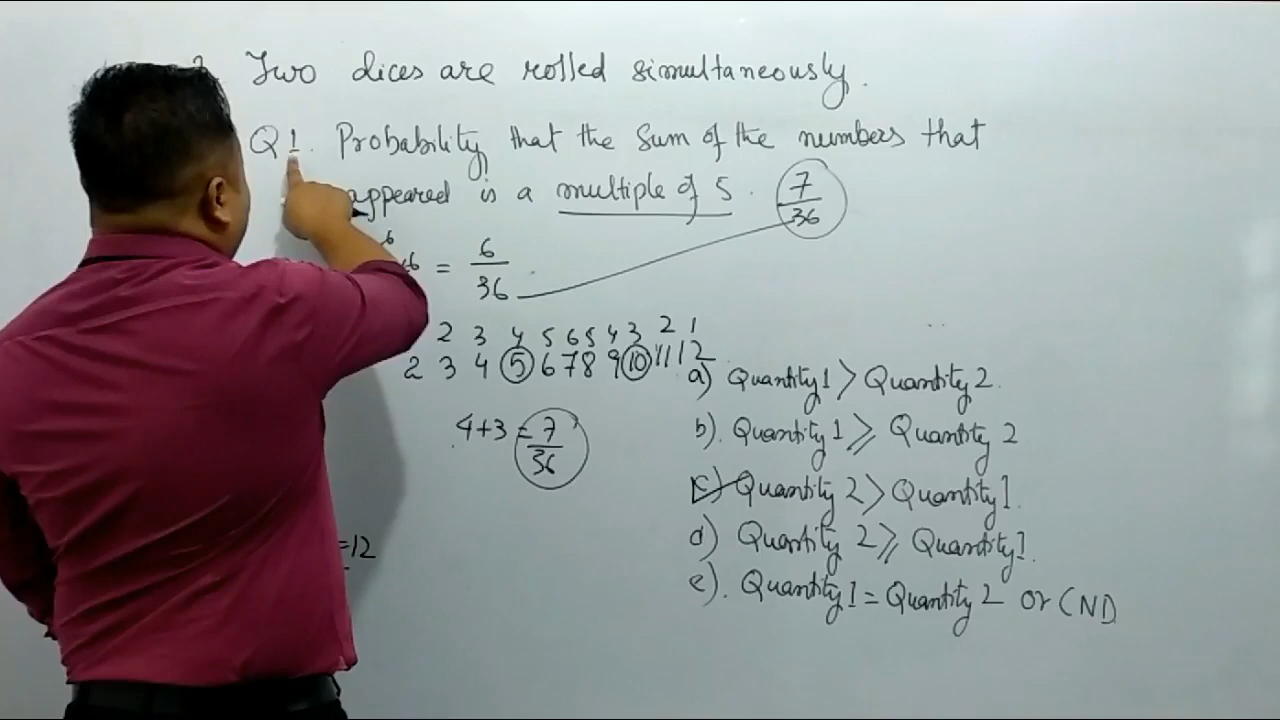 Two dices are rolled simultaneously.
Q1. Probability that the sum of the numbers that
appeared is a multiple of 5. 7/36
6
6 = 6/36
2 3 4 5 6 5 4 3 2 1
2 3 4 5 6 7 8 9 10 11 12
4+3 = 7/36
=12
a) Quantity 1 > Quantity 2.
b). Quantity 1 ⩾ Quantity 2
c) Quantity 2 > Quantity 1.
d) Quantity 2 ⩾ Quantity 1.
e). Quantity 1 = Quantity 2 or CND